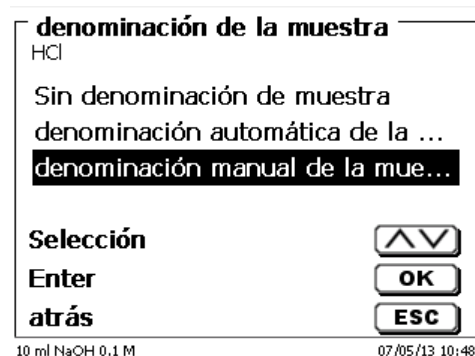 denominación de la muestra
HCl
Sin denominación de muestra
denominación automática de la ...
denominación manual de la mue...
Selección
Enter OK
atrás ESC
10 ml NaOH 0.1 M 07/05/13 10:48